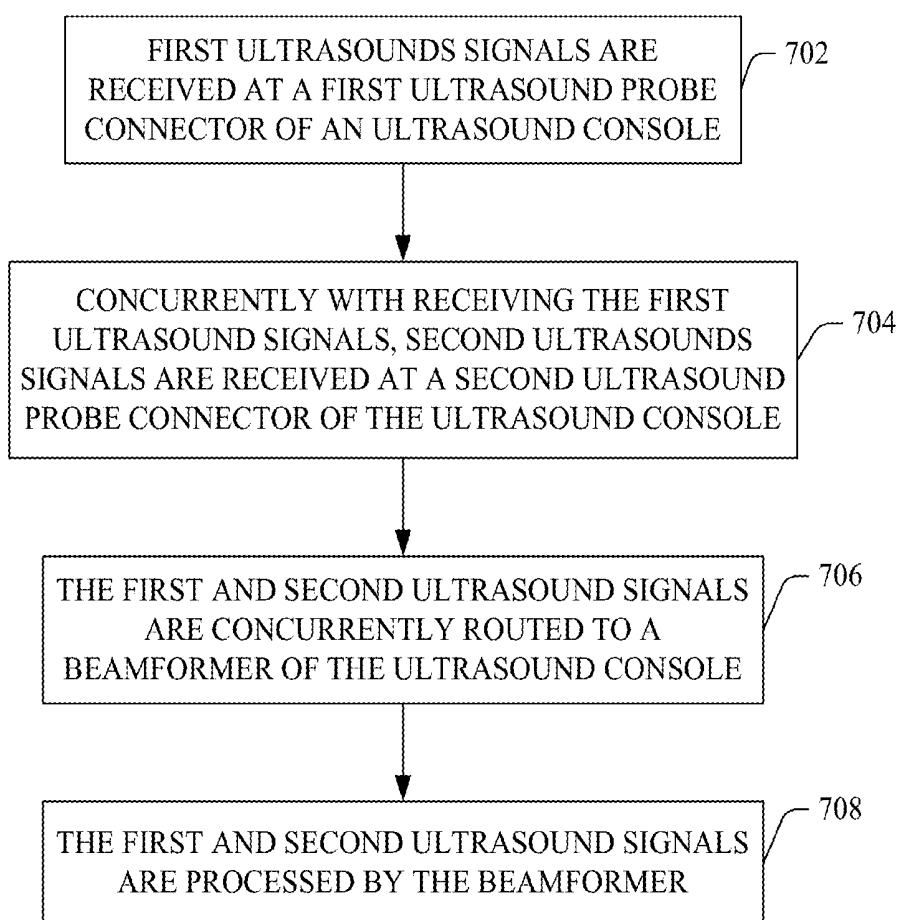 FIRST ULTRASOUNDS SIGNALS ARE
RECEIVED AT A FIRST ULTRASOUND PROBE
CONNECTOR OF AN ULTRASOUND CONSOLE
702
CONCURRENTLY WITH RECEIVING THE FIRST
ULTRASOUND SIGNALS, SECOND ULTRASOUNDS
SIGNALS ARE RECEIVED AT A SECOND ULTRASOUND
PROBE CONNECTOR OF THE ULTRASOUND CONSOLE
704
THE FIRST AND SECOND ULTRASOUND SIGNALS
ARE CONCURRENTLY ROUTED TO A
BEAMFORMER OF THE ULTRASOUND CONSOLE
706
THE FIRST AND SECOND ULTRASOUND SIGNALS
ARE PROCESSED BY THE BEAMFORMER
708